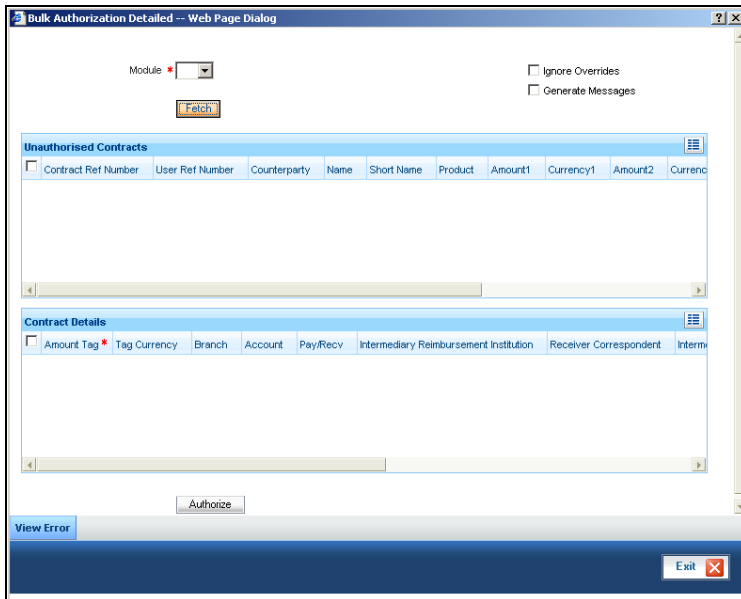 Bulk Authorization Detailed -- Web Page Dialog
Module *
Ignore Overrides
Generate Messages
Fetch
Unauthorised Contracts
Contract Ref Number User Ref Number Counterparty Name Short Name Product Amount1 Currency1 Amount2 Currenc
Contract Details
Amount Tag * Tag Currency Branch Account Pay/Recv Intermediary Reimbursement Institution Receiver Correspondent Interm
Authorize
View Error
Exit